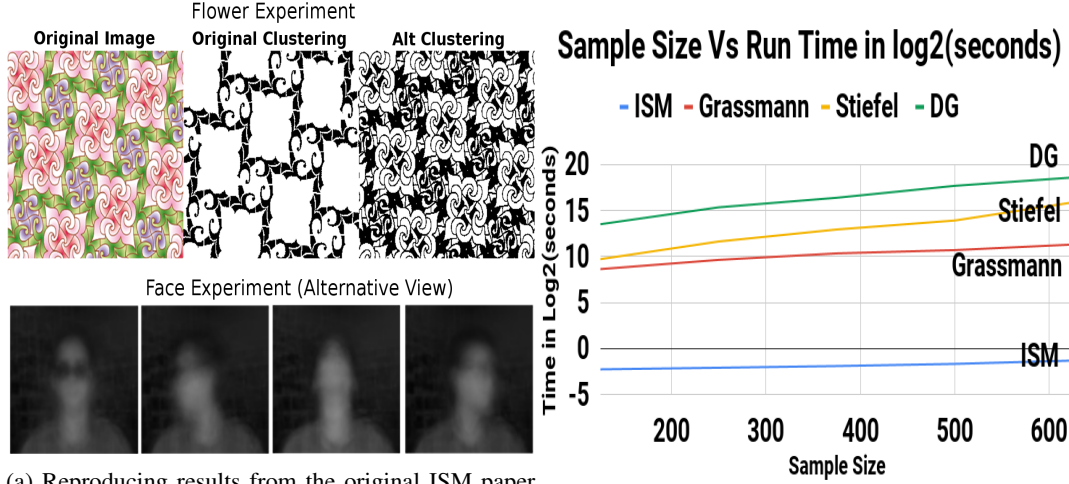 Flower Experiment
Original Image Original Clustering Alt Clustering
Face Experiment (Alternative View)
(a) Reproducing results from the original ISM paper
Sample Size Vs Run Time in log2(seconds)
ISM Grassmann Stiefel DG
Time in Log2(seconds)
20
15
10
5
0
-5
DG
Stiefel
Grassmann
ISM
200 300 400 500 600
Sample Size